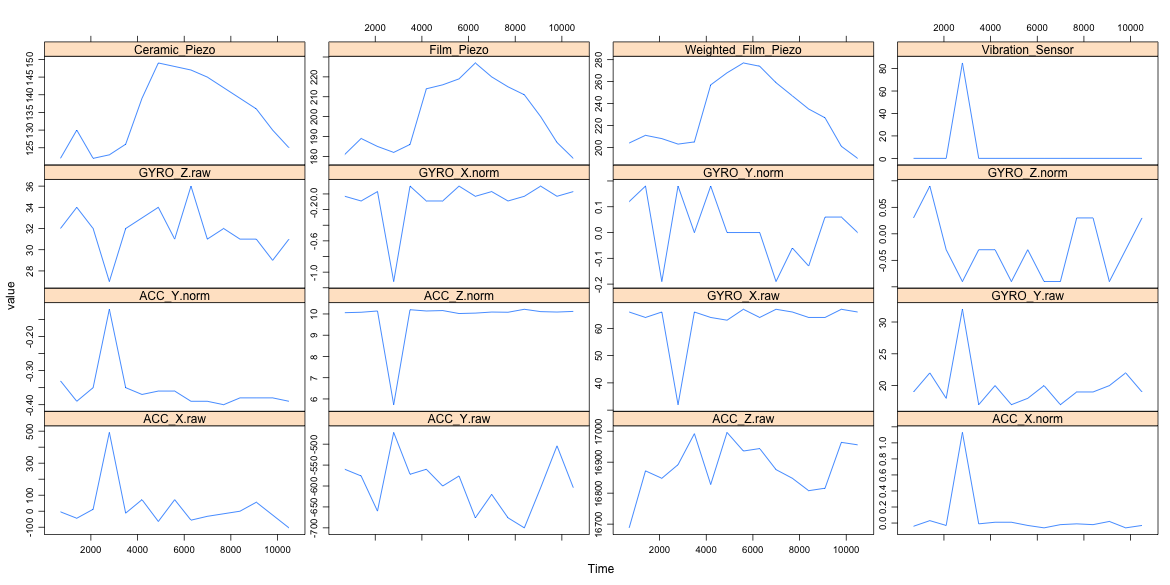 2000 4000 6000 8000 10000 2000 4000 6000 8000 10000
Ceramic_Piezo Film_Piezo Weighted_Film_Piezo Vibration_Sensor
125 130 135 140 145 150 180 190 200 210 220 200 220 240 260 280 0 20 40 60 80
GYRO_Z.raw GYRO_X.norm GYRO_Y.norm GYRO_Z.norm
28 30 32 34 36 -1.0 -0.6 -0.20.0 -0.2 -0.1 0.0 0.1 -0.05 0.00 0.05
ACC_Y.norm ACC_Z.norm GYRO_X.raw GYRO_Y.raw
-0.40 -0.30 -0.20 6 7 8 9 10 40 50 60 20 25 30
ACC_X.raw ACC_Y.raw ACC_Z.raw ACC_X.norm
-100 0 100 300 500 -700 -650 -600 -550 -500 16700 16800 16900 17000 0.0 0.2 0.4 0.6 0.8 1.0
2000 4000 6000 8000 10000 2000 4000 6000 8000 10000
value
Time